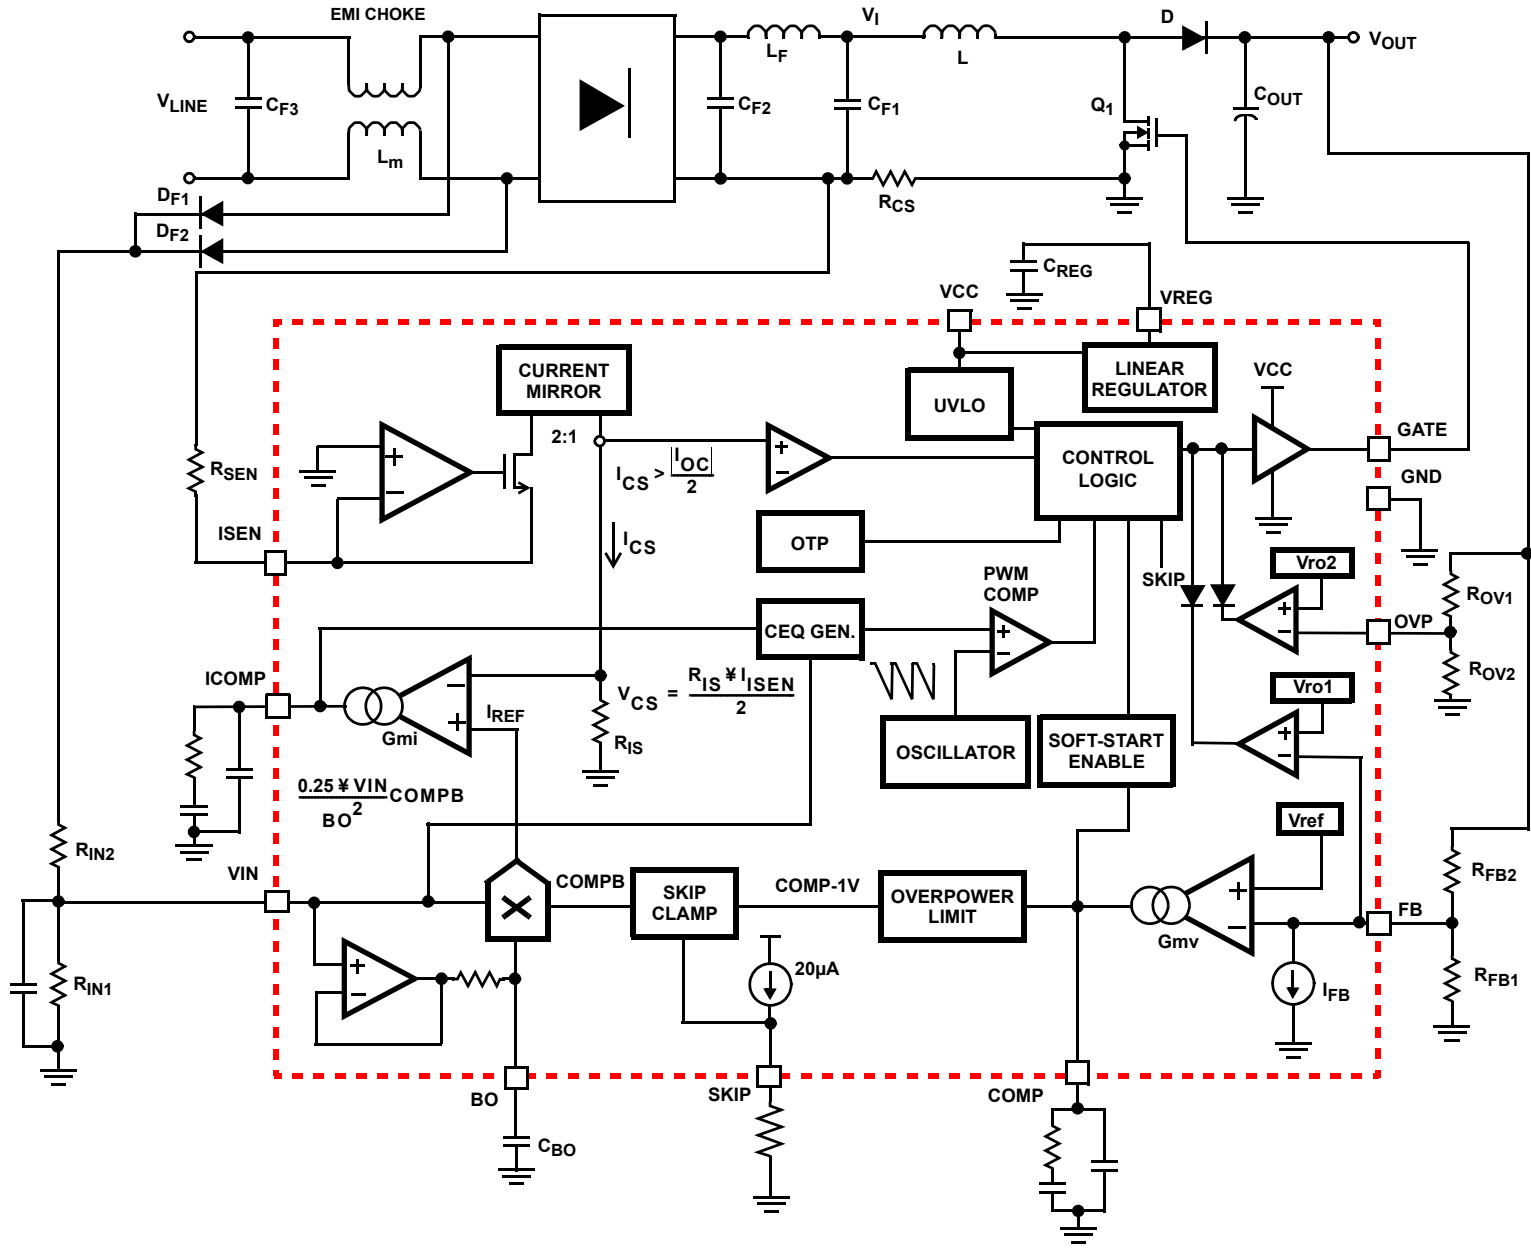 EMI CHOKE
VI
D
VOUT
LF
L
VLINE
CF3
CF2
CF1
Q1
COUT
Lm
DF1
RCS
DF2
CREG
VCC
VREG
CURRENT
MIRROR
LINEAR
REGULATOR
VCC
UVLO
GATE
2:1
RSEN
ICS > |IOC|
2
+
−
+
−
CONTROL
LOGIC
GND
ISEN
ICS
OTP
SKIP
Vro2
PWM
COMP
ROV1
CEQ GEN.
+
−
+
−
OVP
ROV2
ICOMP
VCS = RIS ¥ IISEN
2
Vro1
−
+
IREF
Gmi
RIS
OSCILLATOR
SOFT-START
ENABLE
+
−
0.25 ¥ VIN
COMPB
BO2
Vref
RIN2
VIN
COMPB
SKIP
CLAMP
COMP-1V
OVERPOWER
LIMIT
+
−
Gmv
RFB2
FB
+
−
20µA
RIN1
IFB
RFB1
BO
SKIP
COMP
CBO